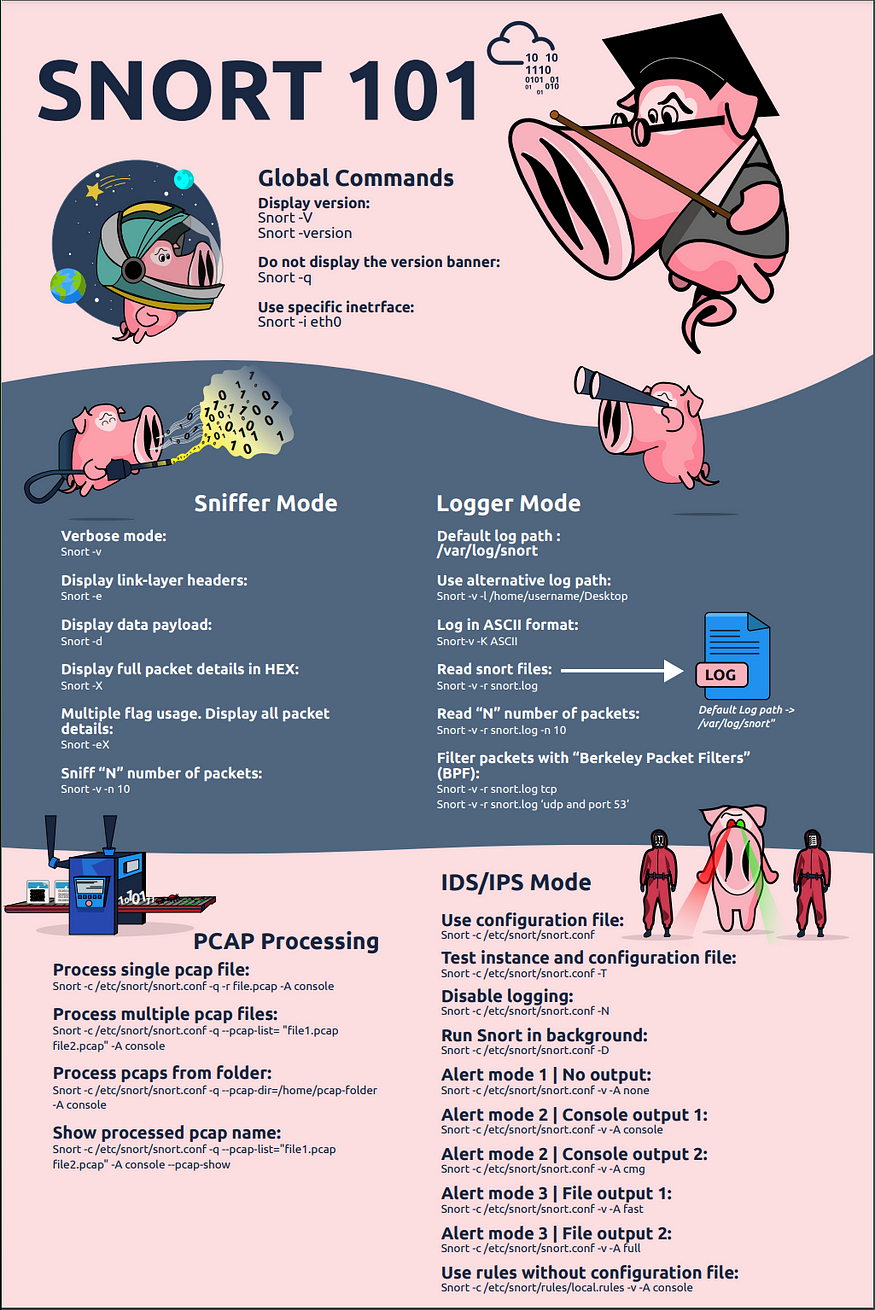 SNORT 101
10 10
1110
0101 01
01 010
01
Global Commands
Display version:
Snort -V
Snort -version
Do not display the version banner:
Snort -q
Use specific inetrface:
Snort -i eth0
Sniffer Mode
Verbose mode:
Snort -v
Display link-layer headers:
Snort -e
Display data payload:
Snort -d
Display full packet details in HEX:
Snort -X
Multiple flag usage. Display all packet
details:
Snort -eX
Sniff “N” number of packets:
Snort -v -n 10
Logger Mode
Default log path :
/var/log/snort
Use alternative log path:
Snort -v -l /home/username/Desktop
Log in ASCII format:
Snort-v -K ASCII
Read snort files:
Snort -v -r snort.log
LOG
Default Log path ->
/var/log/snort"
Read “N” number of packets:
Snort -v -r snort.log -n 10
Filter packets with “Berkeley Packet Filters”
(BPF):
Snort -v -r snort.log tcp
Snort -v -r snort.log ‘udp and port 53’
PCAP Processing
Process single pcap file:
Snort -c /etc/snort/snort.conf -q -r file.pcap -A console
Process multiple pcap files:
Snort -c /etc/snort/snort.conf -q --pcap-list= "file1.pcap
file2.pcap" -A console
Process pcaps from folder:
Snort -c /etc/snort/snort.conf -q --pcap-dir=/home/pcap-folder
-A console
Show processed pcap name:
Snort -c /etc/snort/snort.conf -q --pcap-list="file1.pcap
file2.pcap" -A console --pcap-show
IDS/IPS Mode
Use configuration file:
Snort -c /etc/snort/snort.conf
Test instance and configuration file:
Snort -c /etc/snort/snort.conf -T
Disable logging:
Snort -c /etc/snort/snort.conf -N
Run Snort in background:
Snort -c /etc/snort/snort.conf -D
Alert mode 1 | No output:
Snort -c /etc/snort/snort.conf -v -A none
Alert mode 2 | Console output 1:
Snort -c /etc/snort/snort.conf -v -A console
Alert mode 2 | Console output 2:
Snort -c /etc/snort/snort.conf -v -A cmg
Alert mode 3 | File output 1:
Snort -c /etc/snort/snort.conf -v -A fast
Alert mode 3 | File output 2:
Snort -c /etc/snort/snort.conf -v -A full
Use rules without configuration file:
Snort -c /etc/snort/rules/local.rules -v -A console